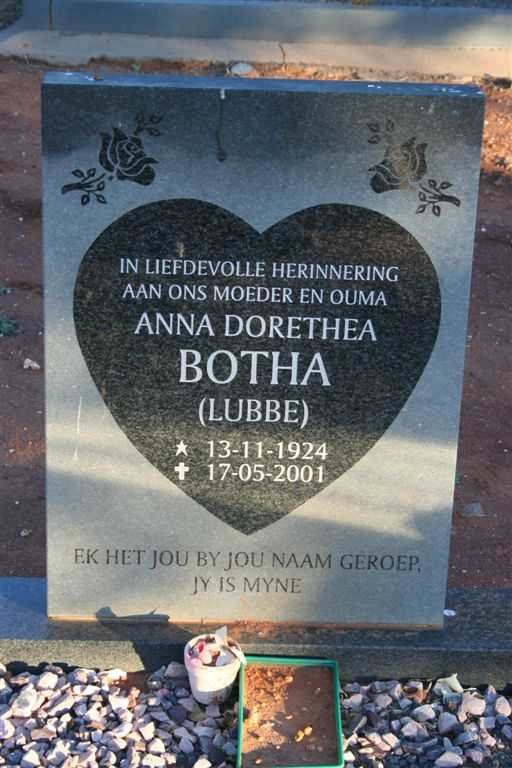 IN LIEFDEVOLLE HERINNERING
AAN ONS MOEDER EN OUMA
ANNA DORETHEA
BOTHA
(LUBBE)
★ 13-11-1924
✝ 17-05-2001
EK HET JOU BY JOU NAAM GEROEP,
JY IS MYNE